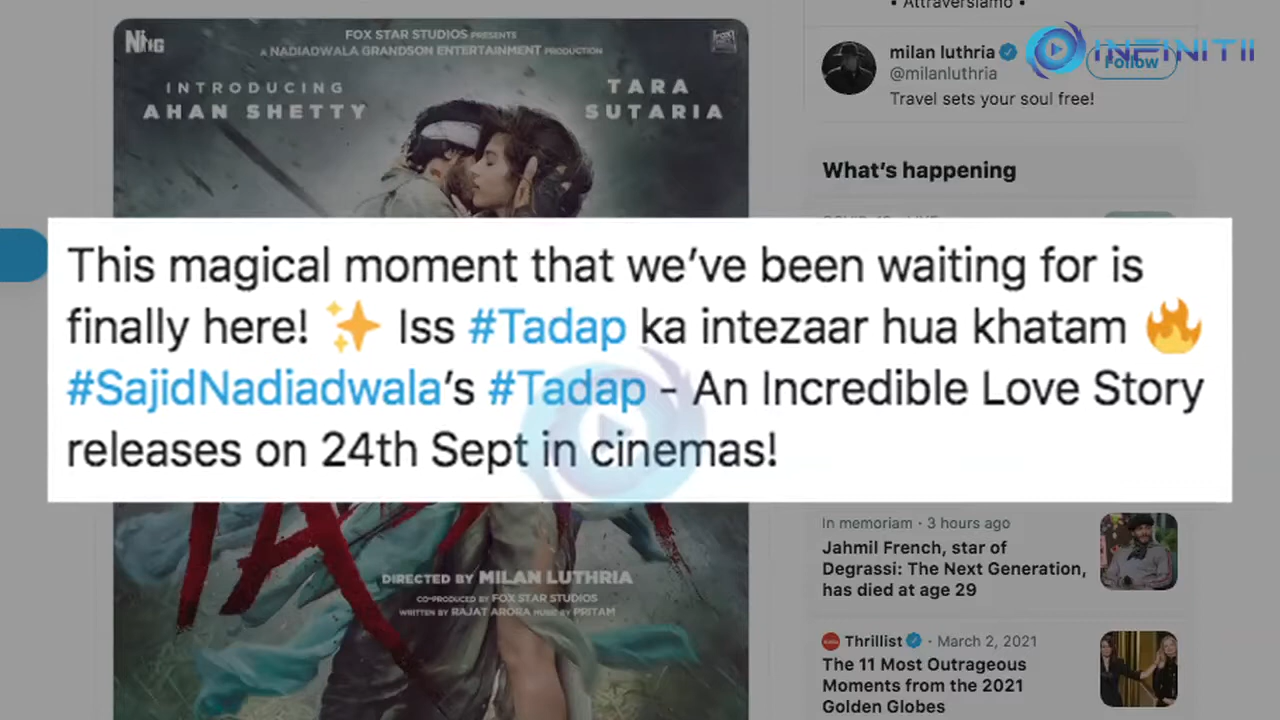 • Attraversiamo •
FOX STAR STUDIOS PRESENTS
A NADIADWALA GRANDSON ENTERTAINMENT PRODUCTION
INTRODUCING
AHAN SHETTY
TARA
SUTARIA
milan luthria
@milanluthria
Follow
INFINITII
Travel sets your soul free!
What's happening
This magical moment that we've been waiting for is
finally here! ✨ Iss #Tadap ka intezaar hua khatam 🔥
#SajidNadiadwala's #Tadap - An Incredible Love Story
releases on 24th Sept in cinemas!
DIRECTED BY MILAN LUTHRIA
CO-PRODUCED BY FOX STAR STUDIOS
WRITTEN BY RAJAT ARORA MUSIC BY PRITAM
In memoriam · 3 hours ago
Jahmil French, star of
Degrassi: The Next Generation,
has died at age 29
Thrillist · March 2, 2021
The 11 Most Outrageous
Moments from the 2021
Golden Globes